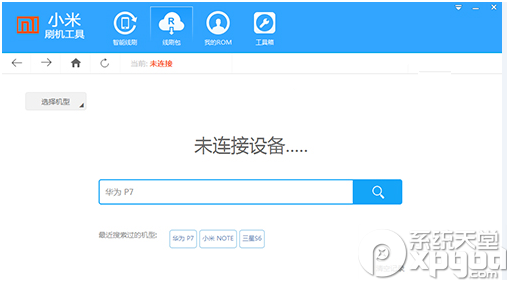 小米
刷机工具
智能线刷
线刷包
我的ROM
工具箱
当前: 未连接
选择机型
未连接设备.....
华为 P7
最近搜索过的机型:
华为 P7
小米 NOTE
三星S6
系统天堂
xpgod